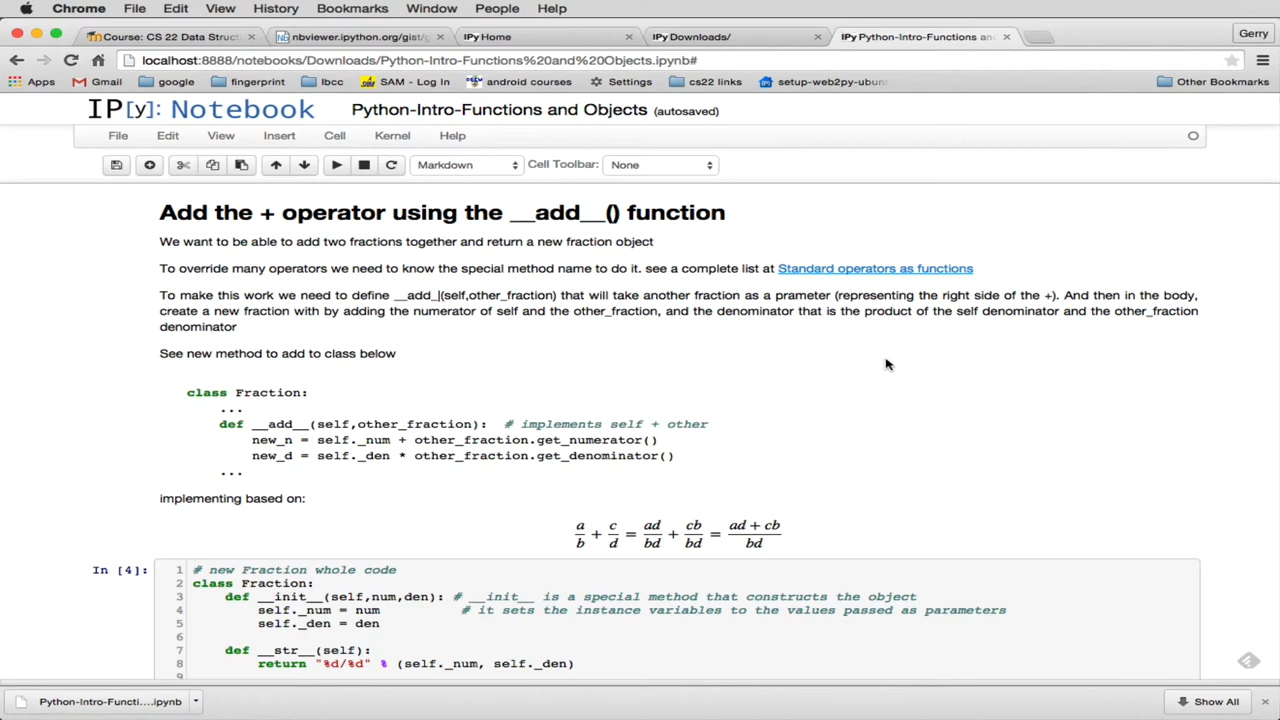 Chrome File Edit View History Bookmarks Window People Help
Course: CS 22 Data Struct × nbviewer.ipython.org/gist/ × IPy Home × IPy Downloads/ × IPy Python-Intro-Functions and × Gerry
localhost:8888/notebooks/Downloads/Python-Intro-Functions%20and%20Objects.ipynb#
Apps Gmail google fingerprint lbcc SAM - Log In android courses Settings cs22 links setup-web2py-ubun Other Bookmarks
IP[y]: Notebook Python-Intro-Functions and Objects (autosaved)
File Edit View Insert Cell Kernel Help
Markdown Cell Toolbar: None
Add the + operator using the __add__() function
We want to be able to add two fractions together and return a new fraction object
To override many operators we need to know the special method name to do it. see a complete list at Standard operators as functions
To make this work we need to define __add__(self,other_fraction) that will take another fraction as a prameter (representing the right side of the +). And then in the body,
create a new fraction with by adding the numerator of self and the other_fraction, and the denominator that is the product of the self denominator and the other_fraction
denominator
See new method to add to class below
class Fraction:
...
def __add__(self,other_fraction): # implements self + other
new_n = self._num + other_fraction.get_numerator()
new_d = self._den * other_fraction.get_denominator()
...
implementing based on:
a/b + c/d = ad/bd + cb/bd = ad + cb/bd
In [4]: 1 # new Fraction whole code
2 class Fraction:
3 def __init__(self,num,den): # __init__ is a special method that constructs the object
4 self._num = num # it sets the instance variables to the values passed as parameters
5 self._den = den
6
7 def __str__(self):
8 return "%d/%d" % (self._num, self._den)
9
Python-Intro-Functi....ipynb Show All ×